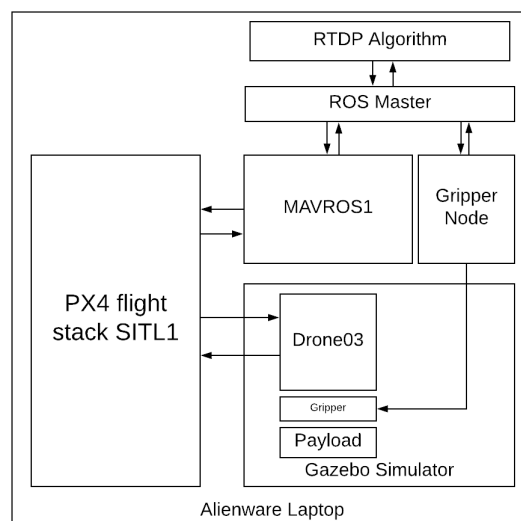 RTDP Algorithm
ROS Master
MAVROS1
Gripper
Node
PX4 flight
stack SITL1
Drone03
Gripper
Payload
Gazebo Simulator
Alienware Laptop